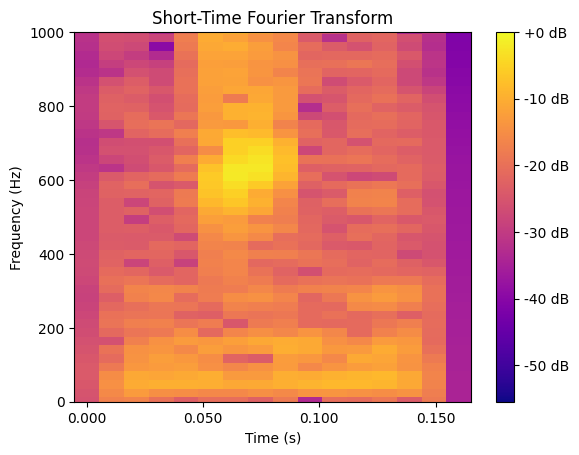 Short-Time Fourier Transform
1000
800
600
400
200
0
Frequency (Hz)
0.000
0.050
0.100
0.150
Time (s)
+0 dB
-10 dB
-20 dB
-30 dB
-40 dB
-50 dB